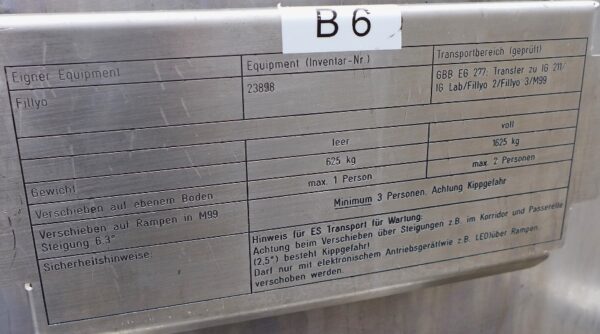 B 6
Eigner Equipment
Equipment (Inventar-Nr.)
Transportbereich (geprüft)
Fillyo
23898
GBB EG 277: Transfer zu IG 211/
IG Lab/Fillyo 2/Fillyo 3/M99
leer
voll
Gewicht
625 kg
1625 kg
Verschieben auf ebenem Boden
max. 1 Person
max. 2 Personen
Verschieben auf Rampen in M99
Steigung 6.3°
Minimum 3 Personen, Achtung Kippgefahr
Sicherheitshinweise:
Hinweis für ES Transport für Wartung:
Achtung beim Verschieben über Steigungen z.B. im Korridor und Passerelle
(2,5°) besteht Kippgefahr!
Darf nur mit elektronischem Antriebsgerät(wie z.B. LEO)über Rampen
verschoben werden.